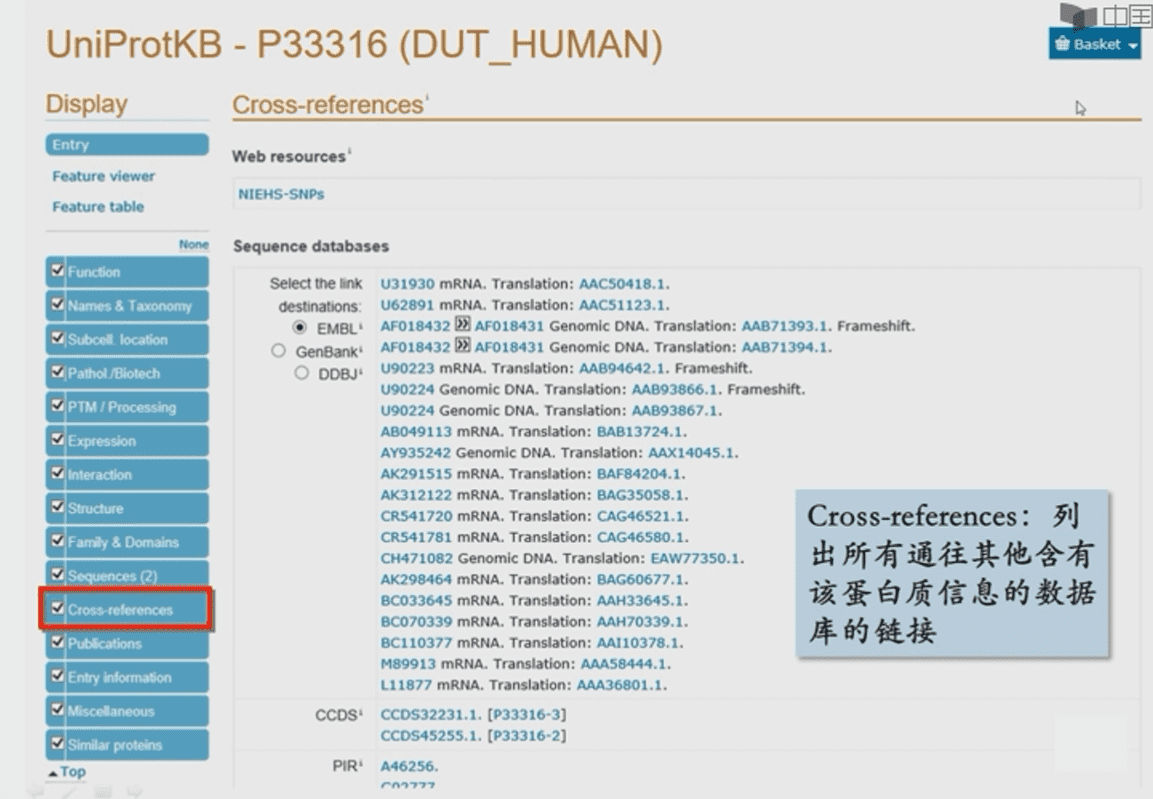 中国
UniProtKB - P33316 (DUT_HUMAN)
Basket
Display
Entry
Feature viewer
Feature table
None
Function
Names & Taxonomy
Subcell. location
Pathol./Biotech
PTM / Processing
Expression
Interaction
Structure
Family & Domains
Sequences (2)
Cross-references
Publications
Entry information
Miscellaneous
Similar proteins
Top
Cross-references i
Web resources i
NIEHS-SNPs
Sequence databases
Select the link
destinations:
EMBL i
GenBank i
DDBJ i
U31930 mRNA. Translation: AAC50418.1.
U62891 mRNA. Translation: AAC51123.1.
AF018432 AF018431 Genomic DNA. Translation: AAB71393.1. Frameshift.
AF018432 AF018431 Genomic DNA. Translation: AAB71394.1.
U90223 mRNA. Translation: AAB94642.1. Frameshift.
U90224 Genomic DNA. Translation: AAB93866.1. Frameshift.
U90224 Genomic DNA. Translation: AAB93867.1.
AB049113 mRNA. Translation: BAB13724.1.
AY935242 Genomic DNA. Translation: AAX14045.1.
AK291515 mRNA. Translation: BAF84204.1.
AK312122 mRNA. Translation: BAG35058.1.
CR541720 mRNA. Translation: CAG46521.1.
CR541781 mRNA. Translation: CAG46580.1.
CH471082 Genomic DNA. Translation: EAW77350.1.
AK298464 mRNA. Translation: BAG60677.1.
BC033645 mRNA. Translation: AAH33645.1.
BC070339 mRNA. Translation: AAH70339.1.
BC110377 mRNA. Translation: AAI10378.1.
M89913 mRNA. Translation: AAA58444.1.
L11877 mRNA. Translation: AAA36801.1.
CCDS i
CCDS32231.1. [P33316-3]
CCDS45255.1. [P33316-2]
PIR i
A46256.
Cross-references：列
出所有通往其他含有
该蛋白质信息的数据
库的链接